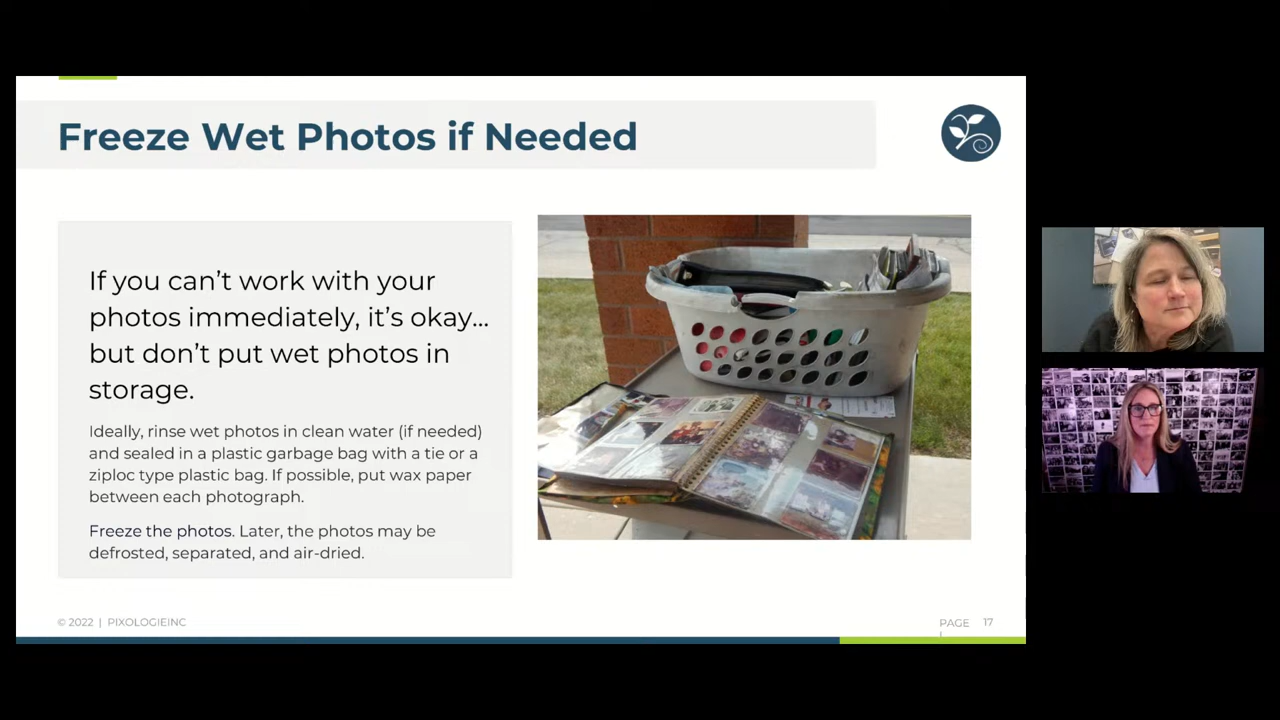 Freeze Wet Photos if Needed
If you can't work with your
photos immediately, it's okay...
but don't put wet photos in
storage.
Ideally, rinse wet photos in clean water (if needed)
and sealed in a plastic garbage bag with a tie or a
ziploc type plastic bag. If possible, put wax paper
between each photograph.
Freeze the photos. Later, the photos may be
defrosted, separated, and air-dried.
© 2022 | PIXOLOGIEINC
PAGE 17
|